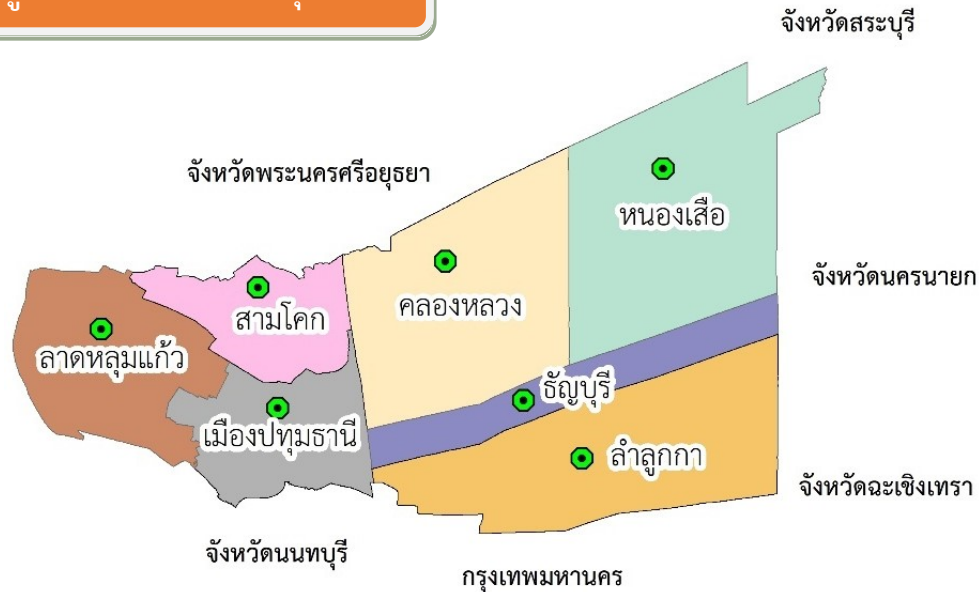 จังหวัดสระบุรี
จังหวัดพระนครศรีอยุธยา
หนองเสือ
จังหวัดนครนายก
คลองหลวง
สามโคก
ลาดหลุมแก้ว
ธัญบุรี
เมืองปทุมธานี
ลำลูกกา
จังหวัดฉะเชิงเทรา
จังหวัดนนทบุรี
กรุงเทพมหานคร